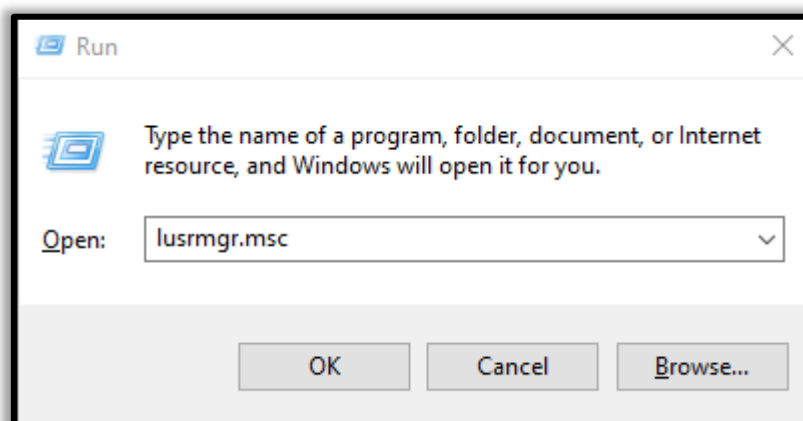 Run
Type the name of a program, folder, document, or Internet
resource, and Windows will open it for you.
Open: lusrmgr.msc
OK Cancel Browse...